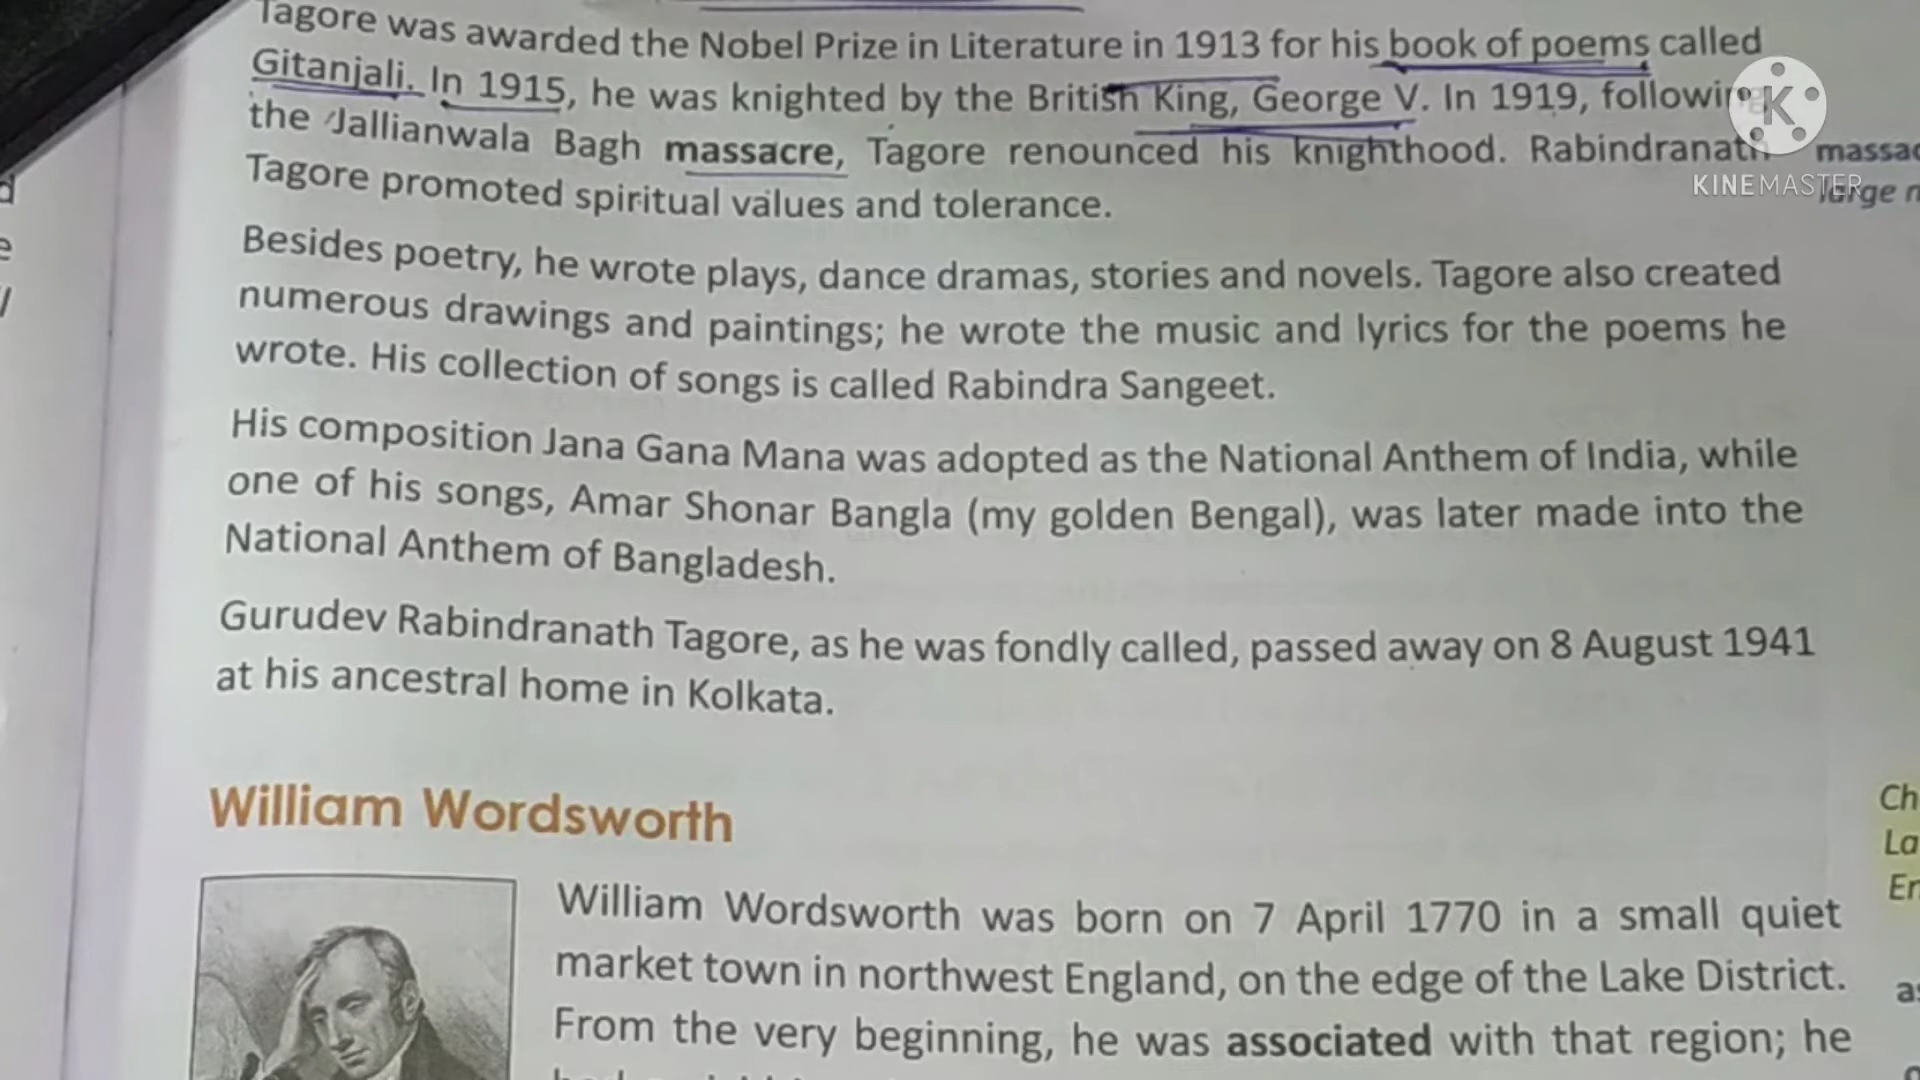 Tagore was awarded the Nobel Prize in Literature in 1913 for his book of poems called
Gitanjali. In 1915, he was knighted by the British King, George V. In 1919, following
the Jallianwala Bagh massacre, Tagore renounced his knighthood. Rabindranath
Tagore promoted spiritual values and tolerance.
massac
large
KINEMASTER
Besides poetry, he wrote plays, dance dramas, stories and novels. Tagore also created
numerous drawings and paintings; he wrote the music and lyrics for the poems he
wrote. His collection of songs is called Rabindra Sangeet.
His composition Jana Gana Mana was adopted as the National Anthem of India, while
one of his songs, Amar Shonar Bangla (my golden Bengal), was later made into the
National Anthem of Bangladesh.
Gurudev Rabindranath Tagore, as he was fondly called, passed away on 8 August 1941
at his ancestral home in Kolkata.
William Wordsworth
William Wordsworth was born on 7 April 1770 in a small quiet
market town in northwest England, on the edge of the Lake District.
From the very beginning, he was associated with that region; he
Ch
La
En